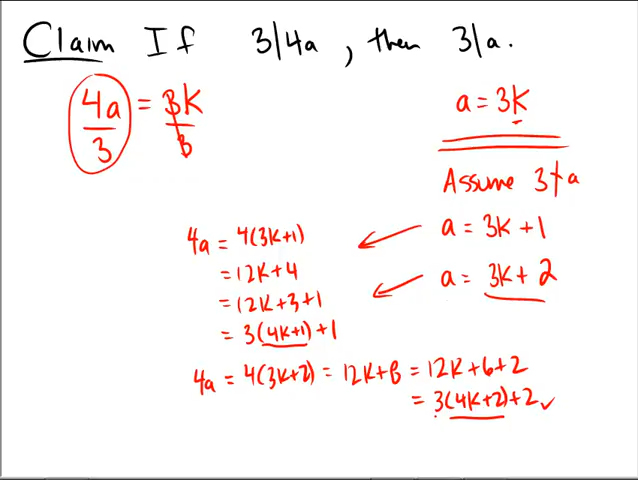 Claim If 3|4a, then 3|a.
4a/3 = 3K/3
a = 3K
Assume 3∤a
a = 3K + 1
a = 3K + 2
4a = 4(3K+1)
= 12K+4
= 12K+3+1
= 3(4K+1)+1
4a = 4(3K+2) = 12K+8 = 12K+6+2
= 3(4K+2)+2 ✓